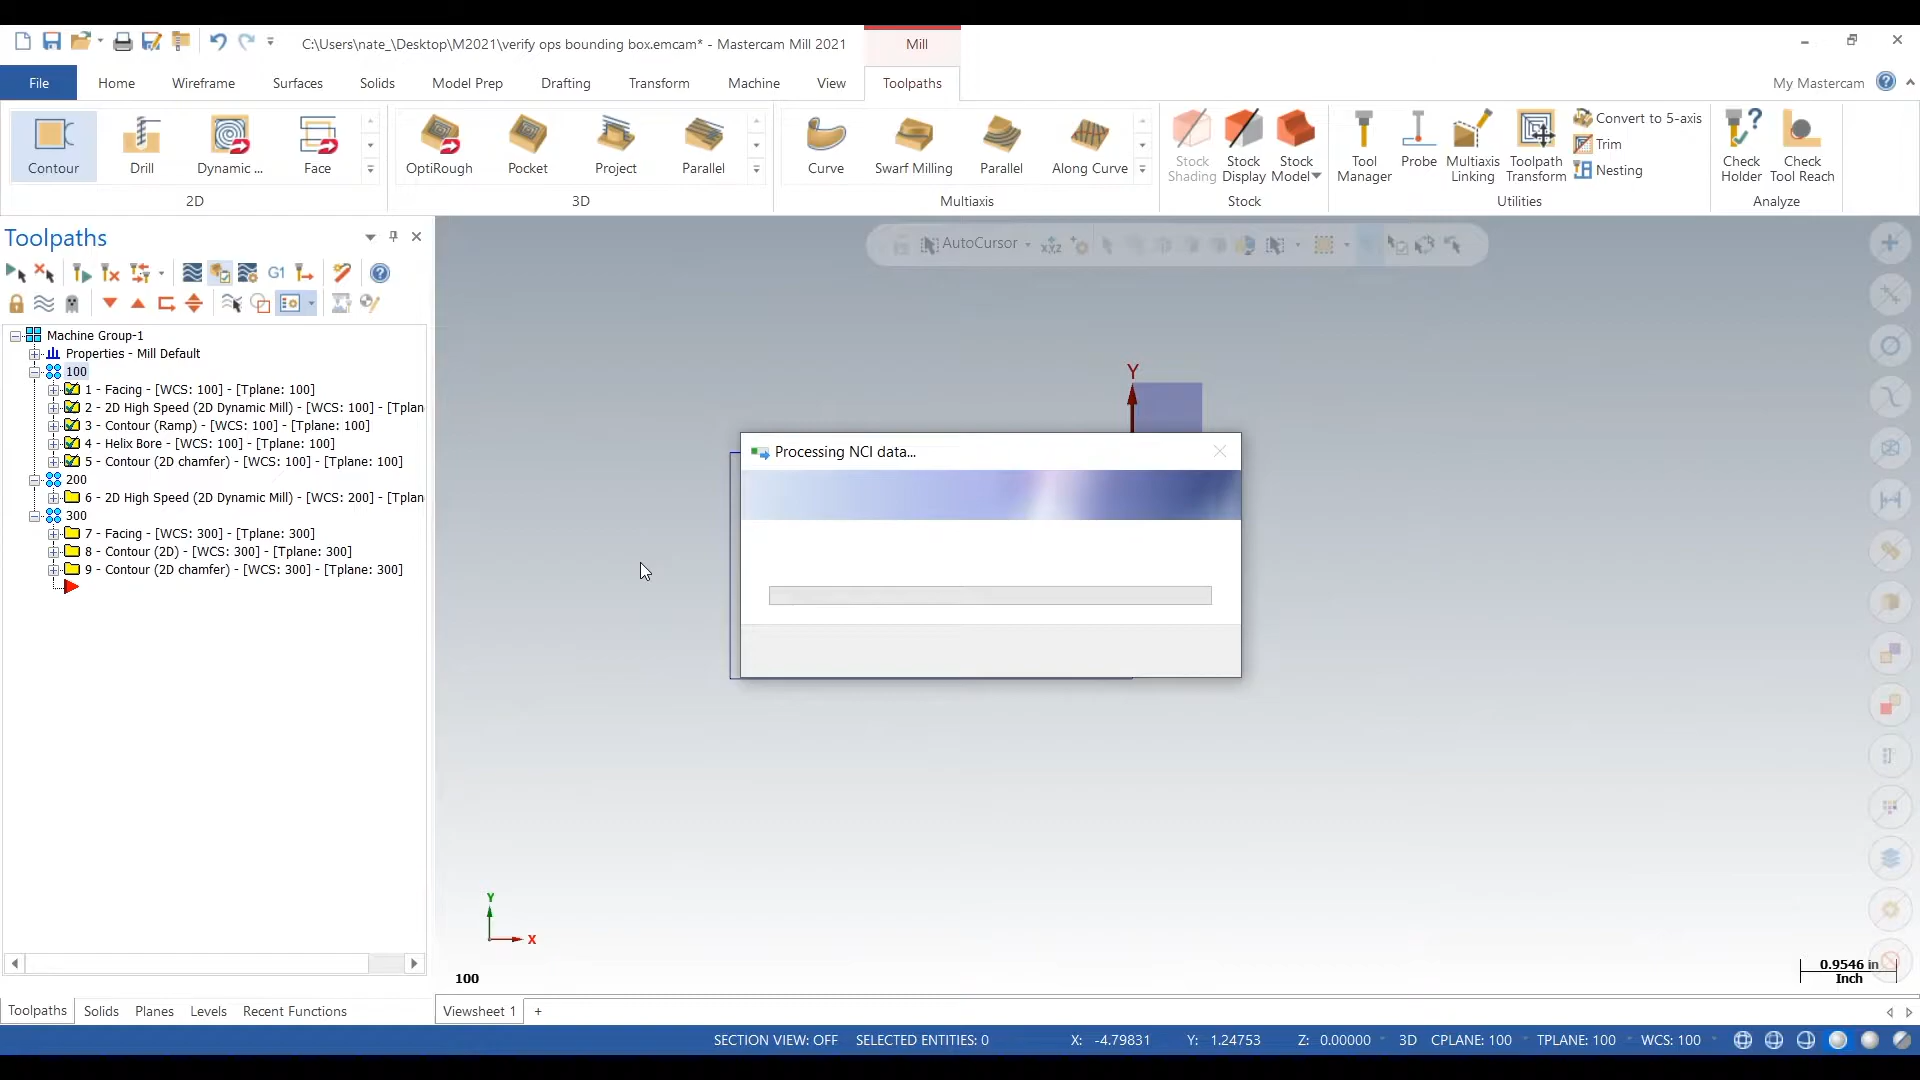 C:\Users\nate_\Desktop\M2021\verify ops bounding box.emcam* - Mastercam Mill 2021
Mill
File
Home
Wireframe
Surfaces
Solids
Model Prep
Drafting
Transform
Machine
View
Toolpaths
My Mastercam
Contour
Drill
Dynamic ...
Face
OptiRough
Pocket
Project
Parallel
Curve
Swarf Milling
Parallel
Along Curve
Stock Shading
Stock Display
Stock Model
Tool Manager
Probe
Multiaxis Linking
Toolpath Transform
Convert to 5-axis
Trim
Nesting
Check Holder
Check Tool Reach
2D
3D
Multiaxis
Stock
Utilities
Analyze
Toolpaths
G1
AutoCursor
XYZ
Machine Group-1
Properties - Mill Default
100
1 - Facing - [WCS: 100] - [Tplane: 100]
2 - 2D High Speed (2D Dynamic Mill) - [WCS: 100] - [Tplan
3 - Contour (Ramp) - [WCS: 100] - [Tplane: 100]
4 - Helix Bore - [WCS: 100] - [Tplane: 100]
5 - Contour (2D chamfer) - [WCS: 100] - [Tplane: 100]
200
6 - 2D High Speed (2D Dynamic Mill) - [WCS: 200] - [Tplan
300
7 - Facing - [WCS: 300] - [Tplane: 300]
8 - Contour (2D) - [WCS: 300] - [Tplane: 300]
9 - Contour (2D chamfer) - [WCS: 300] - [Tplane: 300]
Y
Processing NCI data...
Y
X
100
0.9546 in
Inch
Toolpaths
Solids
Planes
Levels
Recent Functions
Viewsheet 1
+
SECTION VIEW: OFF
SELECTED ENTITIES: 0
X: -4.79831
Y: 1.24753
Z: 0.00000
3D
CPLANE: 100
TPLANE: 100
WCS: 100